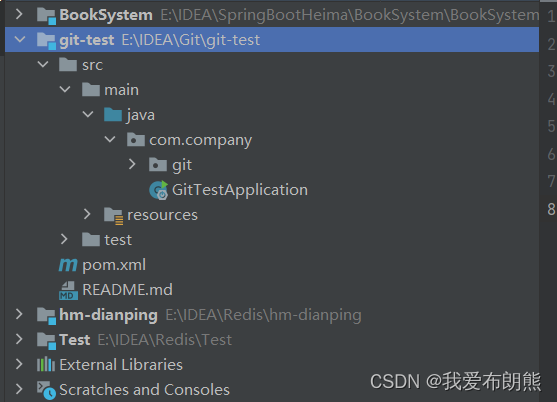 BookSystem E:\IDEA\SpringBootHeima\BookSystem\BookSystem 1
git-test E:\IDEA\Git\git-test 2
src 3
main 4
java 5
com.company 6
git 7
GitTestApplication 8
resources
test
pom.xml
README.md
hm-dianping E:\IDEA\Redis\hm-dianping
Test E:\IDEA\Redis\Test
External Libraries
Scratches and Consoles
CSDN @我爱布朗熊